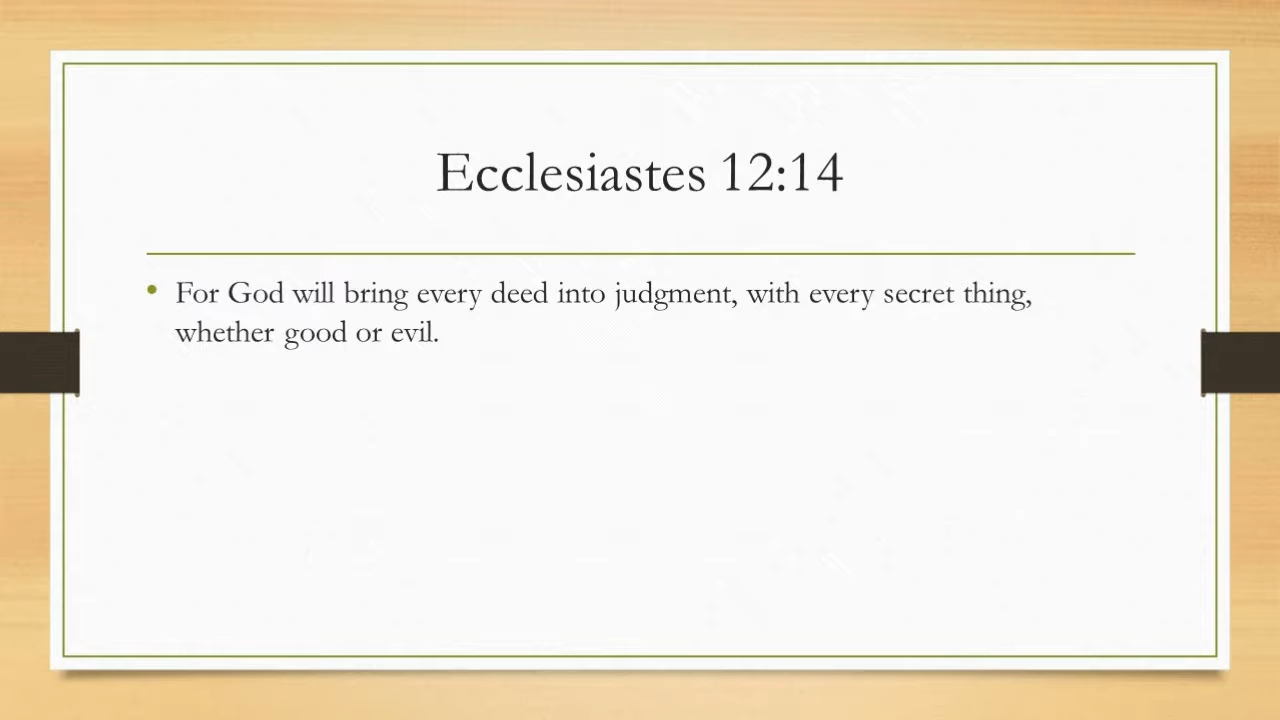 Ecclesiastes 12:14
• For God will bring every deed into judgment, with every secret thing,
whether good or evil.